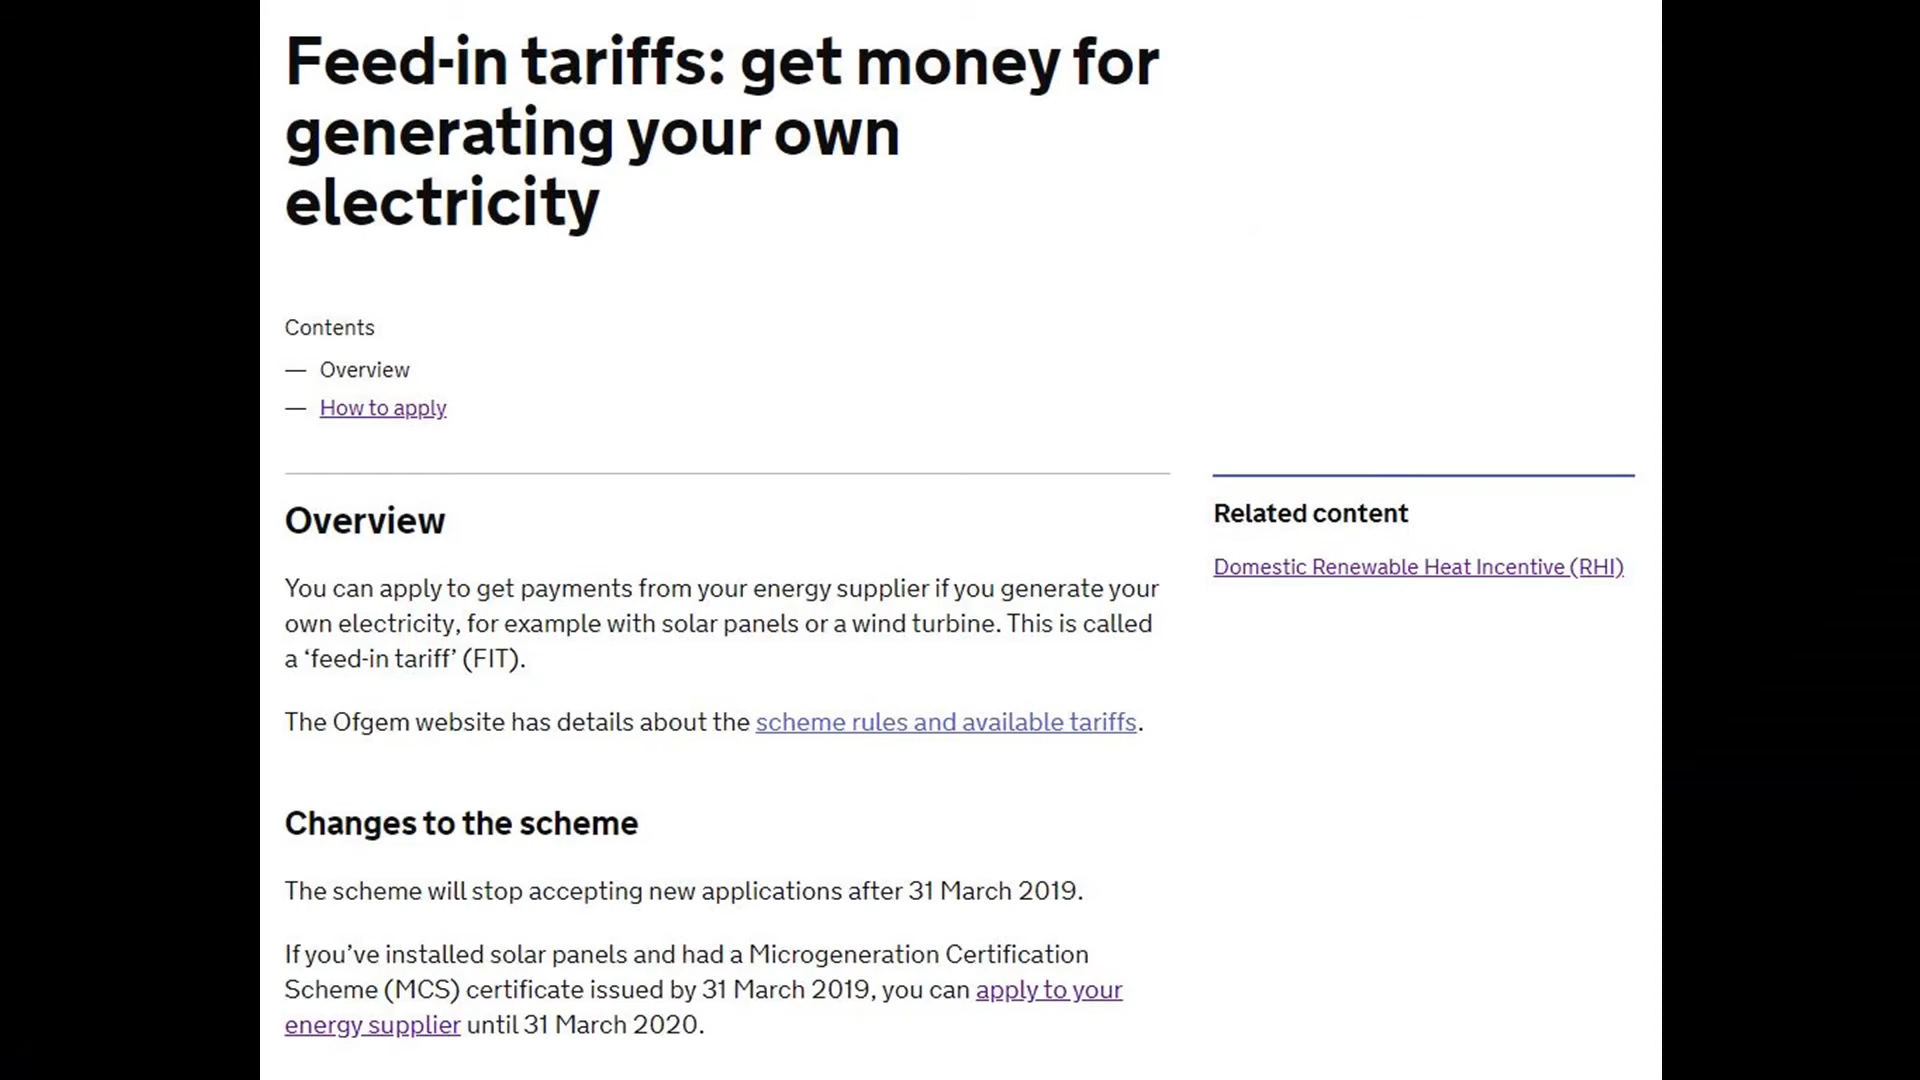 Feed-in tariffs: get money for
generating your own
electricity
Contents
— Overview
— How to apply
Overview
You can apply to get payments from your energy supplier if you generate your
own electricity, for example with solar panels or a wind turbine. This is called
a ‘feed-in tariff’ (FIT).
The Ofgem website has details about the scheme rules and available tariffs.
Changes to the scheme
The scheme will stop accepting new applications after 31 March 2019.
If you’ve installed solar panels and had a Microgeneration Certification
Scheme (MCS) certificate issued by 31 March 2019, you can apply to your
energy supplier until 31 March 2020.
Related content
Domestic Renewable Heat Incentive (RHI)